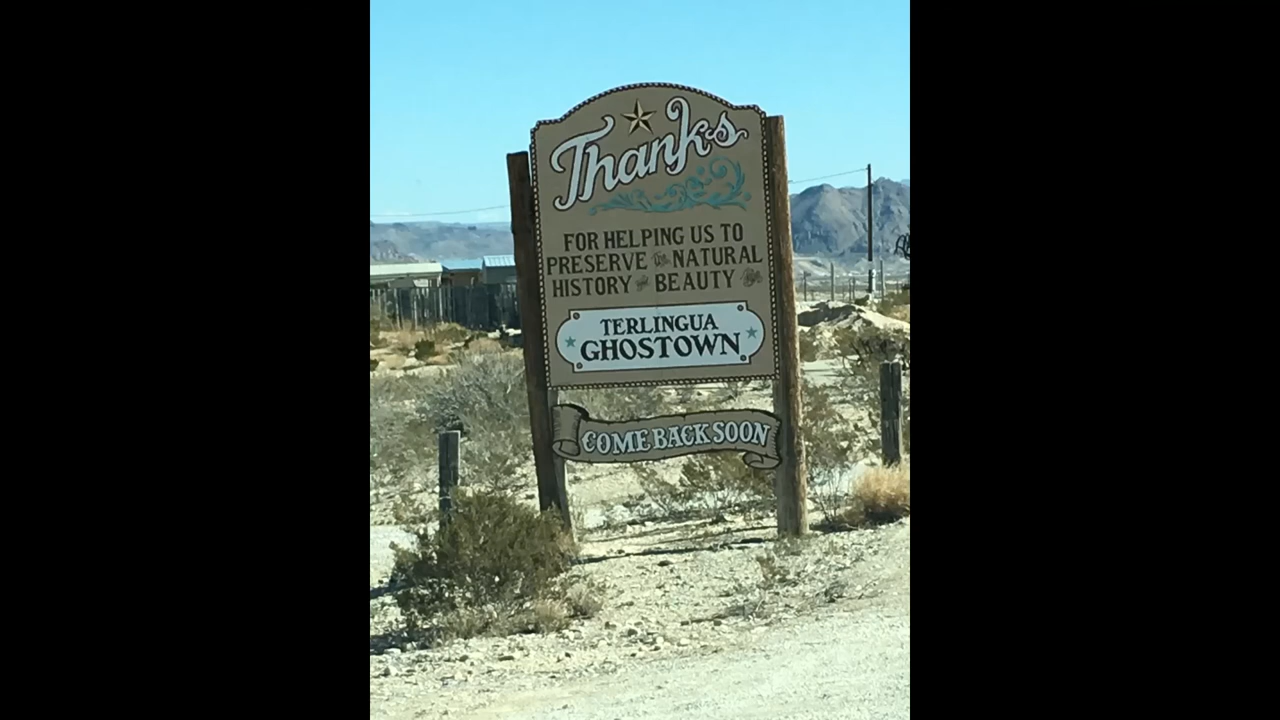 Thanks
FOR HELPING US TO
PRESERVE the NATURAL
HISTORY and BEAUTY
TERLINGUA
GHOSTOWN
COME BACK SOON